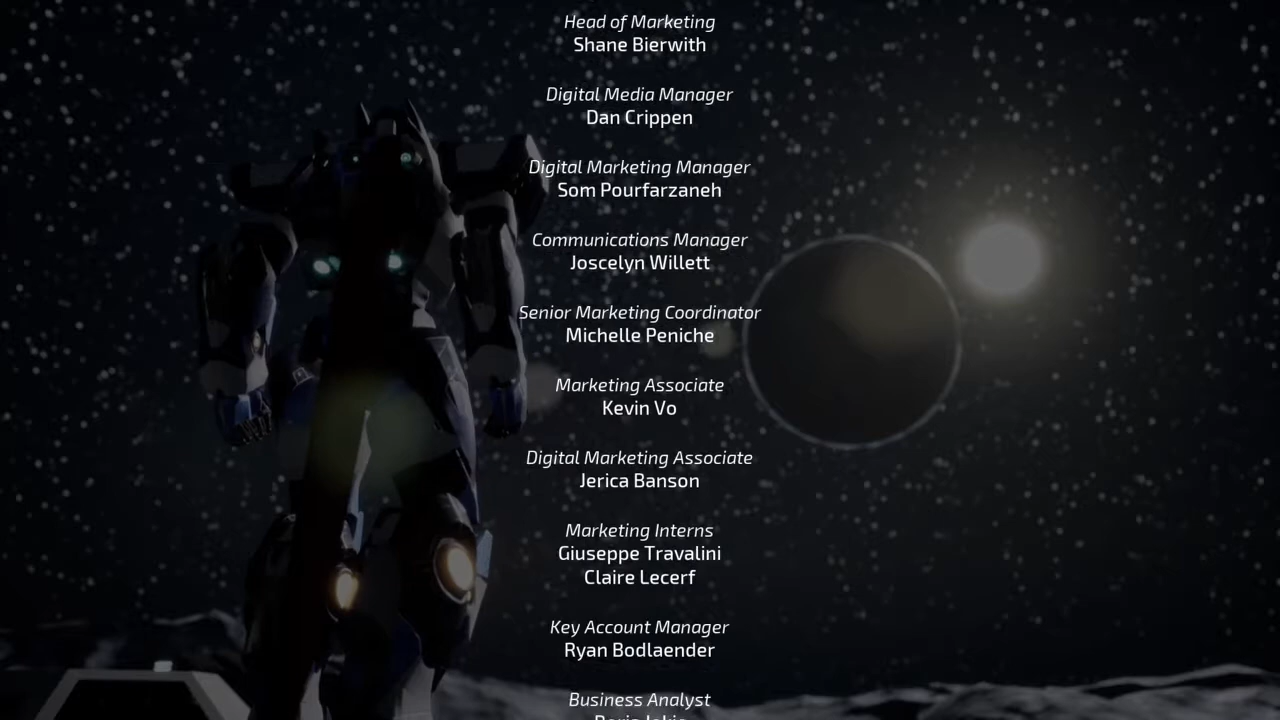 Head of Marketing
Shane Bierwith
Digital Media Manager
Dan Crippen
Digital Marketing Manager
Som Pourfarzaneh
Communications Manager
Joscelyn Willett
Senior Marketing Coordinator
Michelle Peniche
Marketing Associate
Kevin Vo
Digital Marketing Associate
Jerica Banson
Marketing Interns
Giuseppe Travalini
Claire Lecerf
Key Account Manager
Ryan Bodlaender
Business Analyst